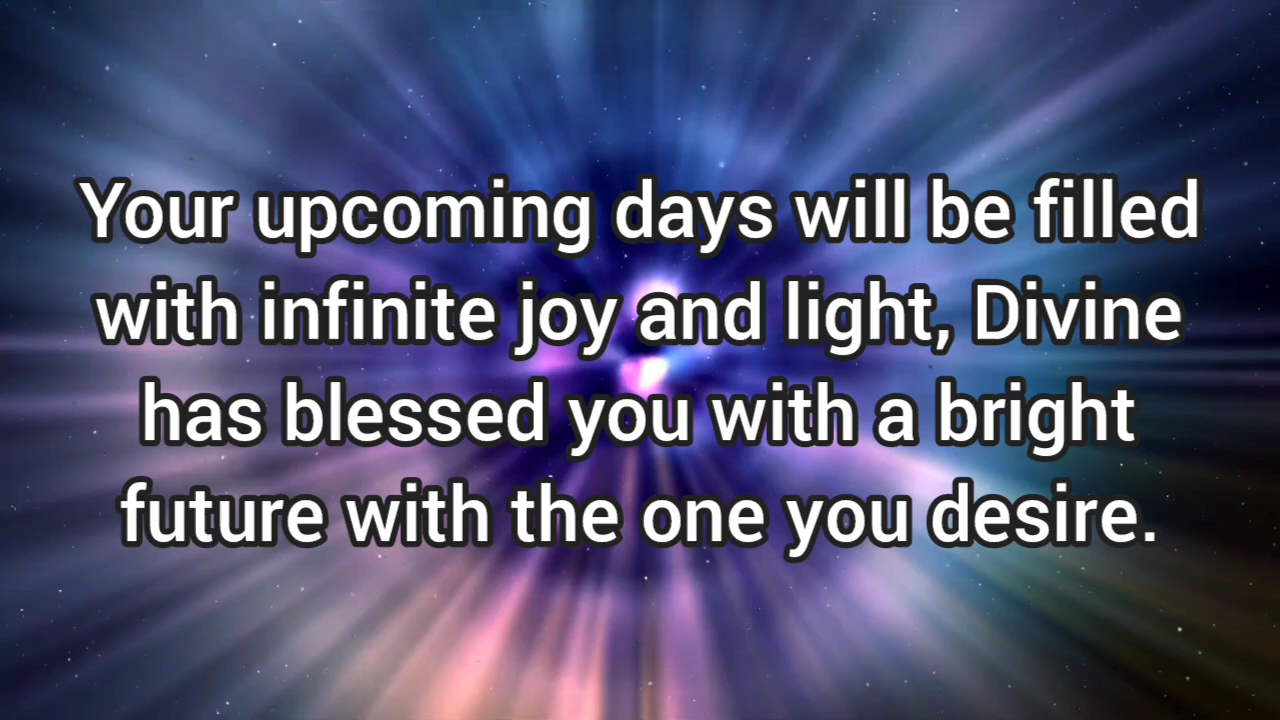 Your upcoming days will be filled
with infinite joy and light, Divine
has blessed you with a bright
future with the one you desire.